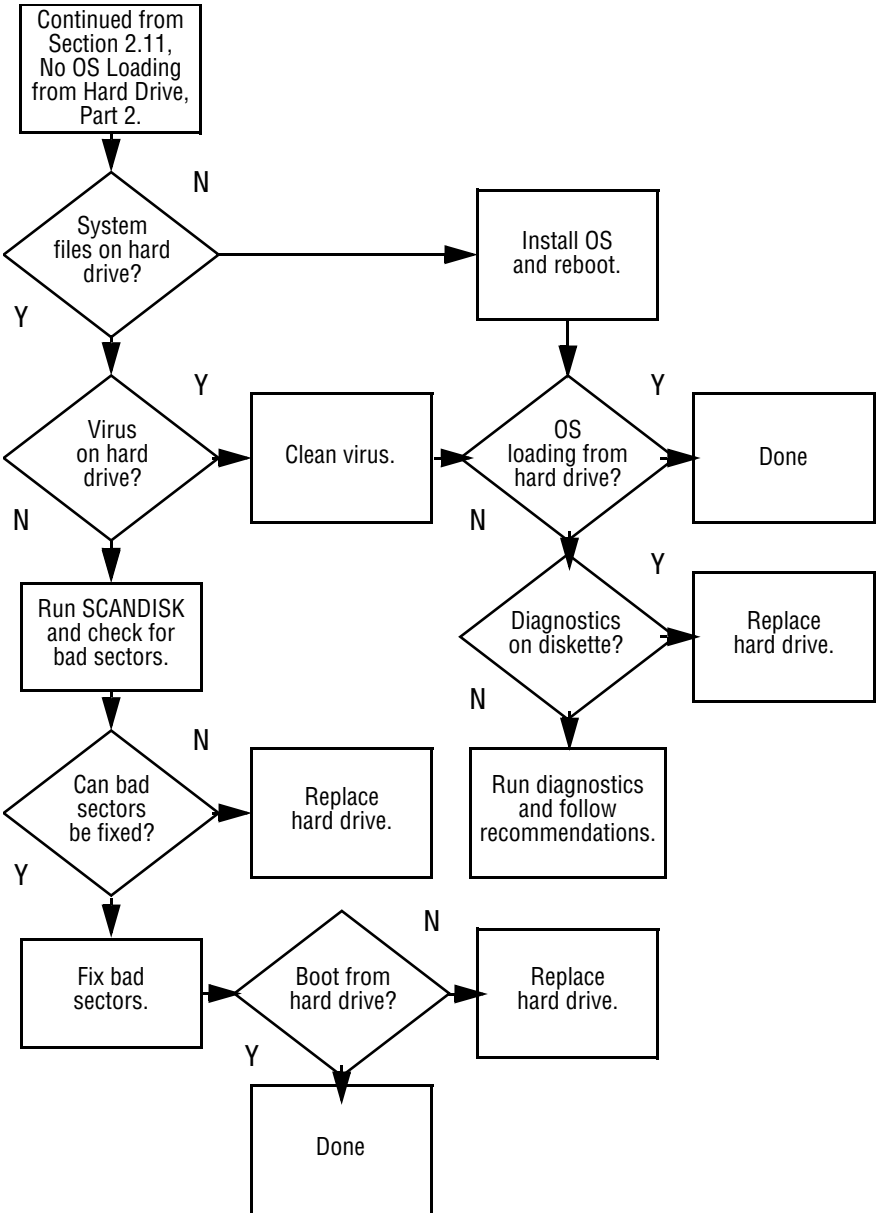 Continued from
Section 2.11,
No OS Loading
from Hard Drive,
Part 2.
N
System
files on hard
drive?
Install OS
and reboot.
Y
Y
Virus
on hard
drive?
Clean virus.
OS
loading from
hard drive?
Y
Done
N
N
Run SCANDISK
and check for
bad sectors.
Diagnostics
on diskette?
Y
Replace
hard drive.
N
N
Can bad
sectors
be fixed?
Replace
hard drive.
Run diagnostics
and follow
recommendations.
Y
Fix bad
sectors.
Boot from
hard drive?
N
Replace
hard drive.
Y
Done